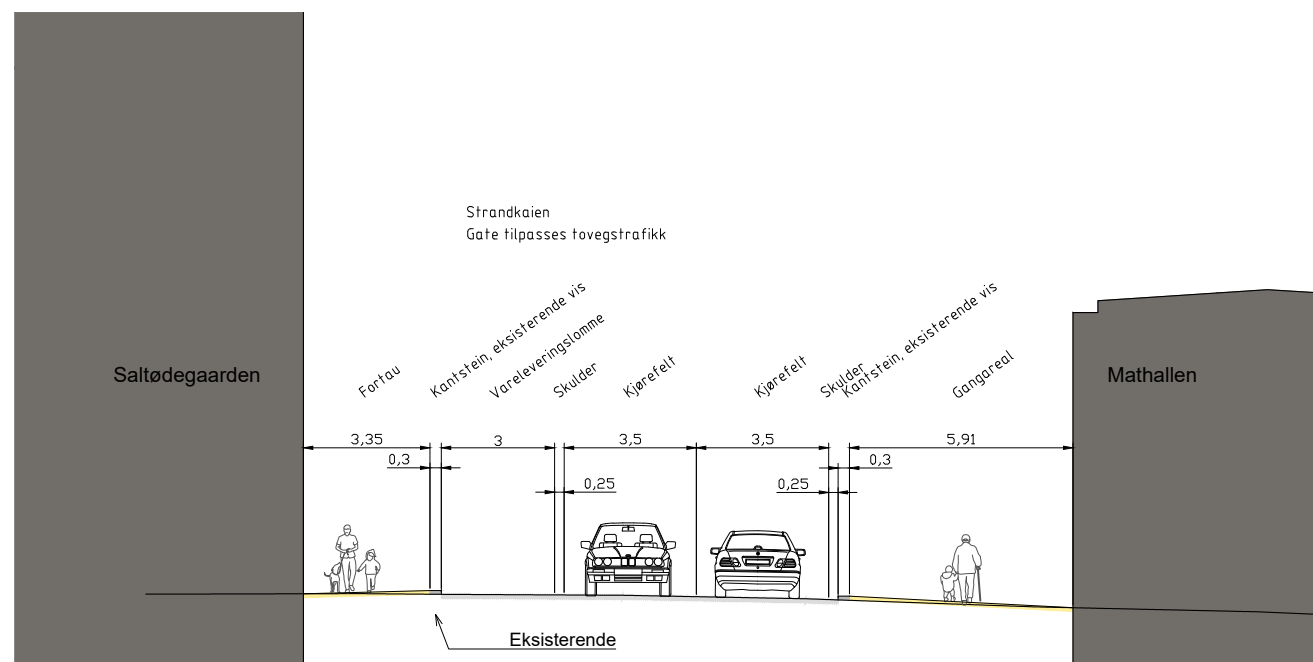 Strandkaien
Gate tilpasses tovegstrafikk
Saltødegaarden
Fortau
Kantstein, eksisterende vis
Vareleveringslomme
Skulder
Kjørefelt
Kjørefelt
Skulder
Kantstein, eksisterende vis
Gangareal
Mathallen
3,35
3
3,5
3,5
5,91
0,3
0,3
0,25
0,25
Eksisterende